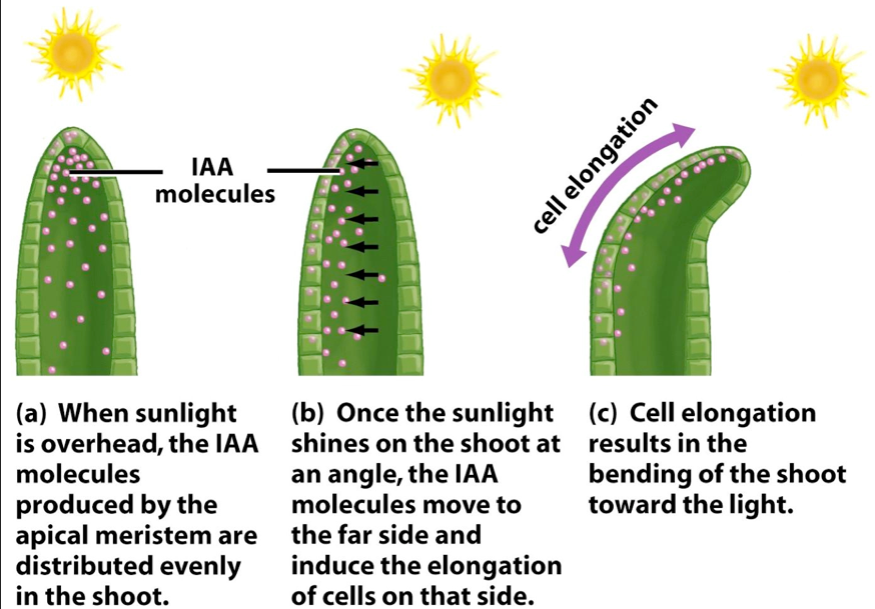 IAA
molecules
cell elongation
(a) When sunlight
is overhead, the IAA
molecules
produced by the
apical meristem are
distributed evenly
in the shoot.
(b) Once the sunlight
shines on the shoot at
an angle, the IAA
molecules move to
the far side and
induce the elongation
of cells on that side.
(c) Cell elongation
results in the
bending of the shoot
toward the light.